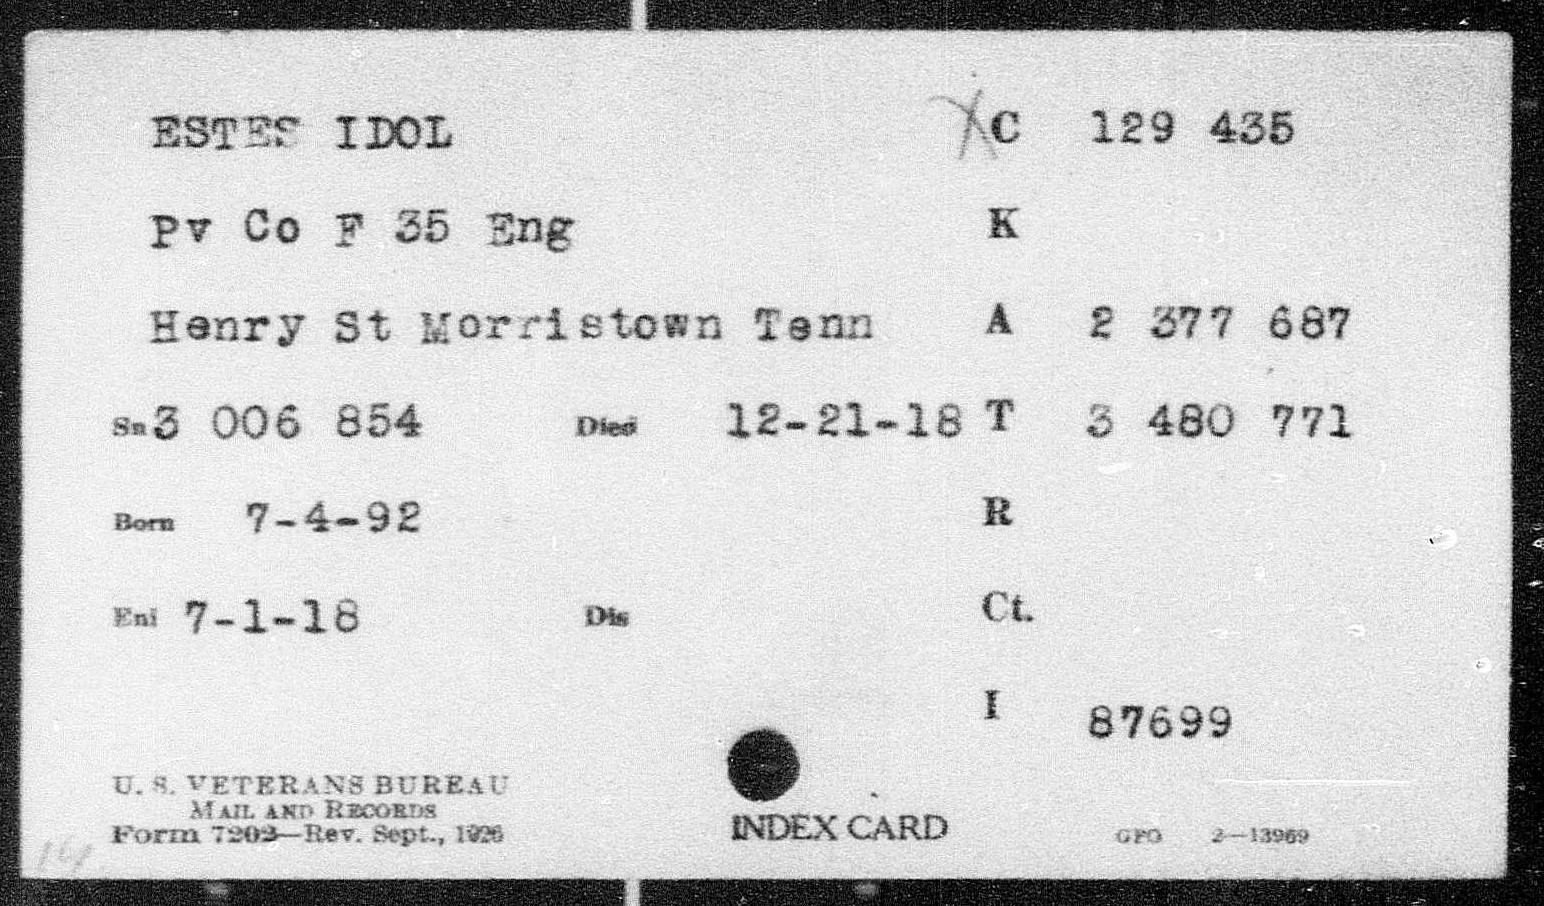 ESTES IDOL XC 129 435
Pv Co F 35 Eng K
Henry St Morristown Tenn A 2 377 687
Sn 3 006 854 Died 12-21-18 T 3 480 771
Born 7-4-92 R
Enl 7-1-18 Dis Ct.
I 87699
U. S. VETERANS BUREAU
MAIL AND RECORDS
Form 7202—Rev. Sept., 1926
INDEX CARD
GPO 2—13969
14